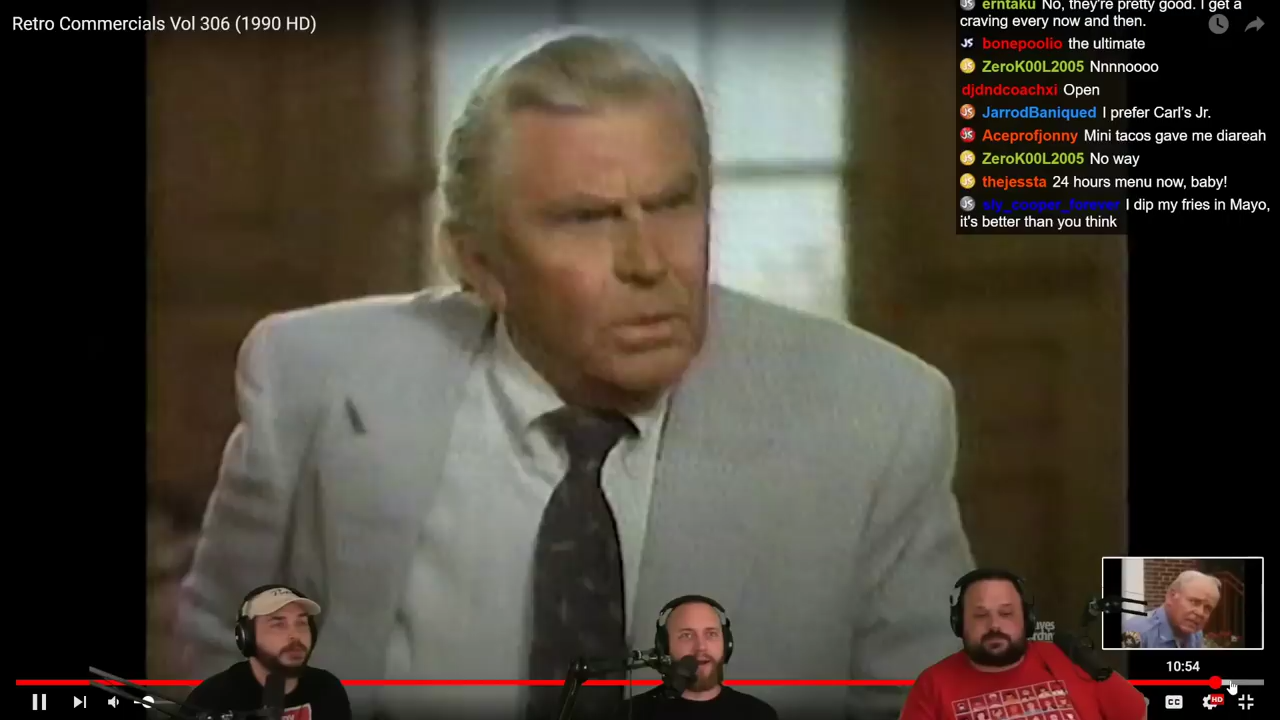 Retro Commercials Vol 306 (1990 HD)
erntaku No, they're pretty good. I get a
craving every now and then.
bonepoolio the ultimate
ZeroK00L2005 Nnnnoooo
djdndcoachxi Open
JarrodBaniqued I prefer Carl's Jr.
Aceprofjonny Mini tacos gave me diareah
ZeroK00L2005 No way
thejessta 24 hours menu now, baby!
sly_cooper_forever I dip my fries in Mayo,
it's better than you think
10:54
CC
HD